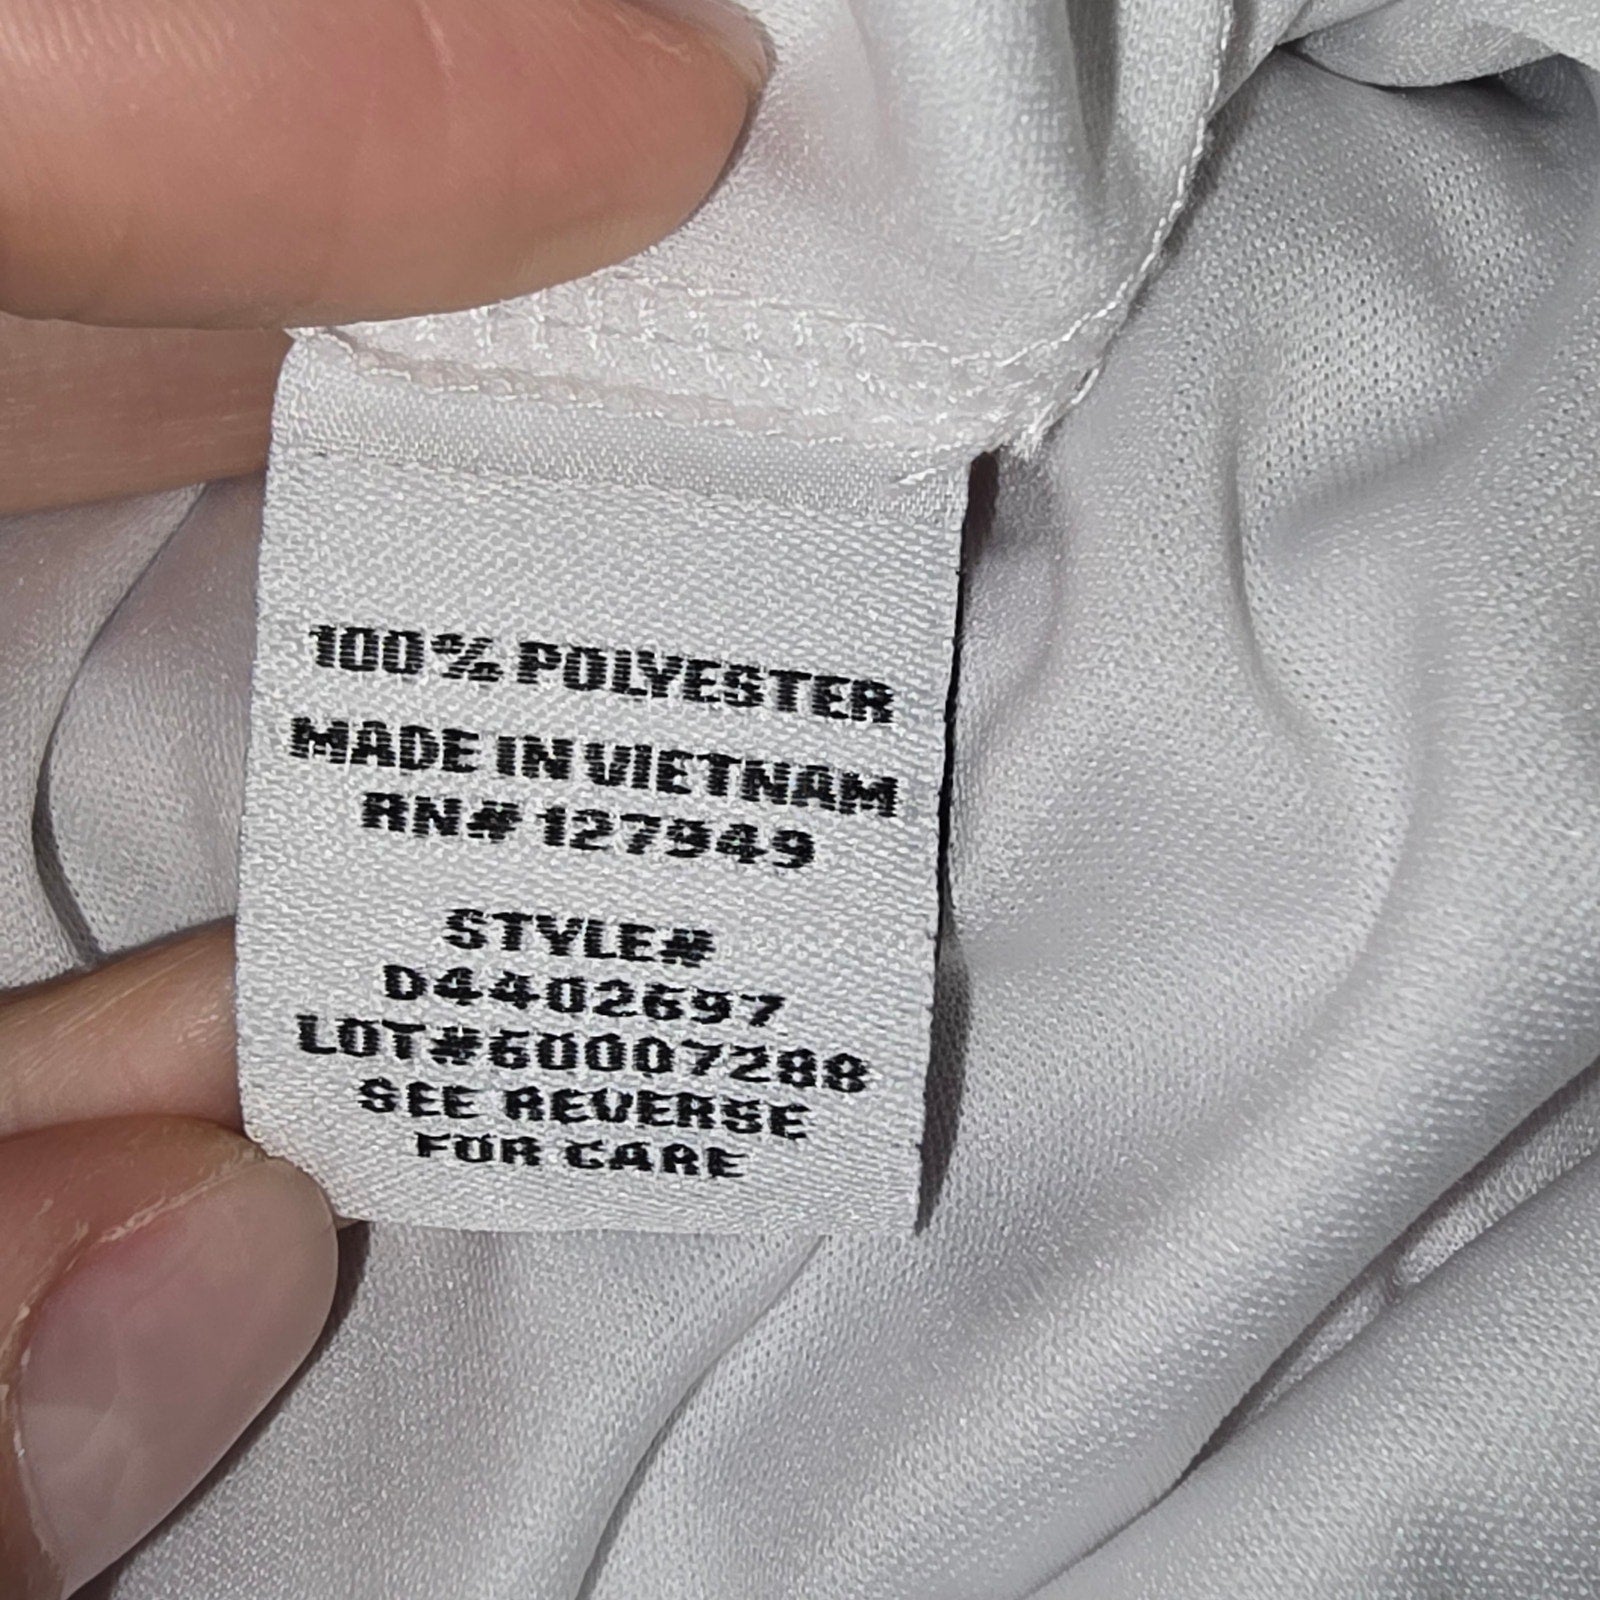 100% POLYESTER
MADE IN VIETNAM
RN# 127949
STYLE#
D4402697
LOT#60007288
SEE REVERSE
FOR CARE